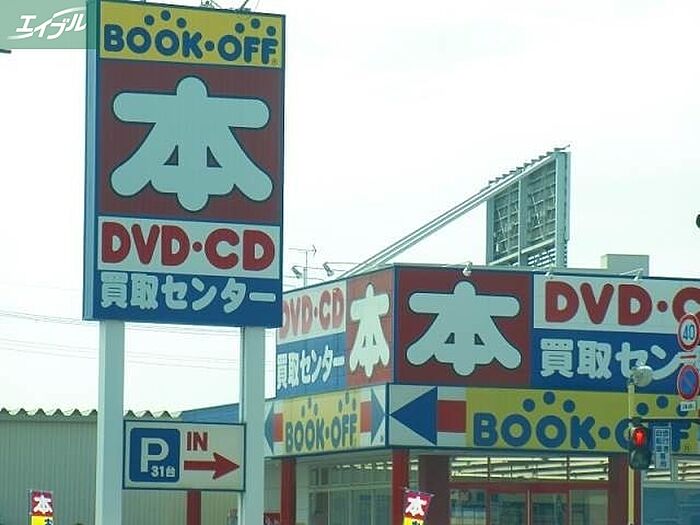 エイブル
BOOK・OFF
本
DVD・CD
買取センター
P 31台 IN
DVD・CD
買取センター
本
本
DVD・C
買取セン
BOOK・OFF
BOOK・OFF
40